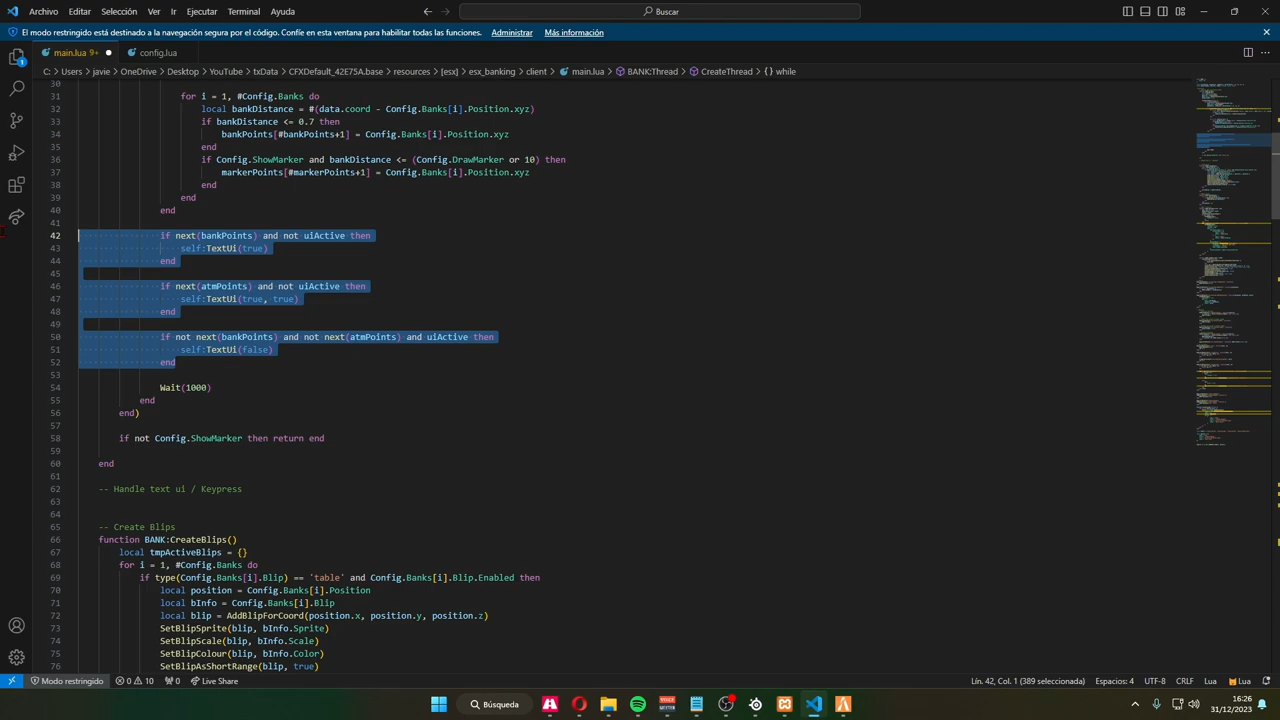 Archivo Editar Selección Ver Ir Ejecutar Terminal Ayuda
Buscar
El modo restringido está destinado a la navegación segura por el código. Confíe en esta ventana para habilitar todas las funciones. Administrar Más información
main.lua 9+ config.lua
C: > Users > javie > OneDrive > Desktop > YouTube > txData > CFXDefault_42E75A.base > resources > [esx] > esx_banking > client > main.lua > BANK:Thread > CreateThread > {} while
30
31 for i = 1, #Config.Banks do
32 local bankDistance = #(data.coord - Config.Banks[i].Position.xyz)
33 if bankDistance <= 0.7 then
34 bankPoints[#bankPoints+1] = Config.Banks[i].Position.xyz
35 end
36 if Config.ShowMarker and bankDistance <= (Config.DrawMarker or 10) then
37 markerPoints[#markerPoints+1] = Config.Banks[i].Position.xyz
38 end
39 end
40 end
41
42 if next(bankPoints) and not uiActive then
43 self:TextUi(true)
44 end
45
46 if next(atmPoints) and not uiActive then
47 self:TextUi(true, true)
48 end
49
50 if not next(bankPoints) and not next(atmPoints) and uiActive then
51 self:TextUi(false)
52 end
53
54 Wait(1000)
55 end
56 end)
57
58 if not Config.ShowMarker then return end
59
60 end
61
62 -- Handle text ui / Keypress
63
64
65 -- Create Blips
66 function BANK:CreateBlips()
67 local tmpActiveBlips = {}
68 for i = 1, #Config.Banks do
69 if type(Config.Banks[i].Blip) == 'table' and Config.Banks[i].Blip.Enabled then
70 local position = Config.Banks[i].Position
71 local bInfo = Config.Banks[i].Blip
72 local blip = AddBlipForCoord(position.x, position.y, position.z)
73 SetBlipSprite(blip, bInfo.Sprite)
74 SetBlipScale(blip, bInfo.Scale)
75 SetBlipColour(blip, bInfo.Color)
76 SetBlipAsShortRange(blip, true)
Modo restringido 0 10 0 Live Share Lín. 42, Col. 1 (389 seleccionada) Espacios: 4 UTF-8 CRLF Lua Lua
Búsqueda
16:26
31/12/2023